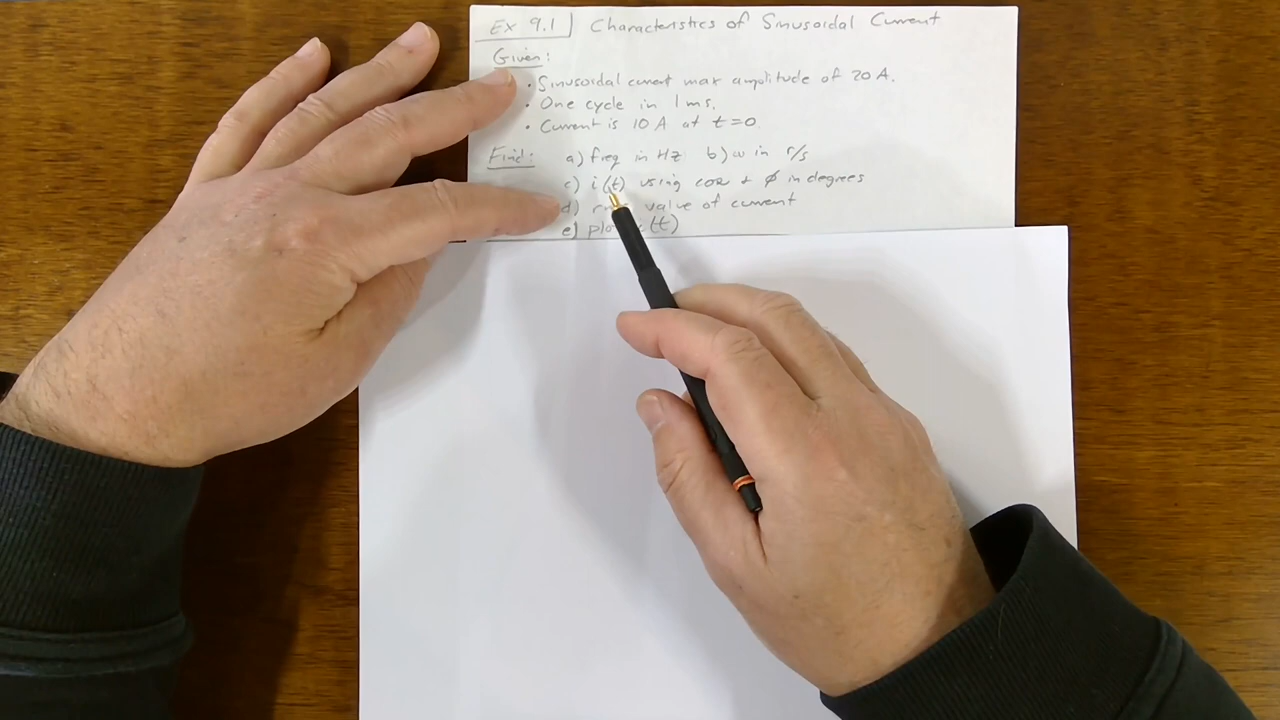 EX 9.1 Characteristics of Sinusoidal Current
Given:
• Sinusoidal current max amplitude of 20 A.
• One cycle in 1 ms.
• Current is 10 A at t=0
Find: a) freq in Hz b) ω in r/s
c) i(t) using cos & ϕ in degrees
d) value of current
e) (t)